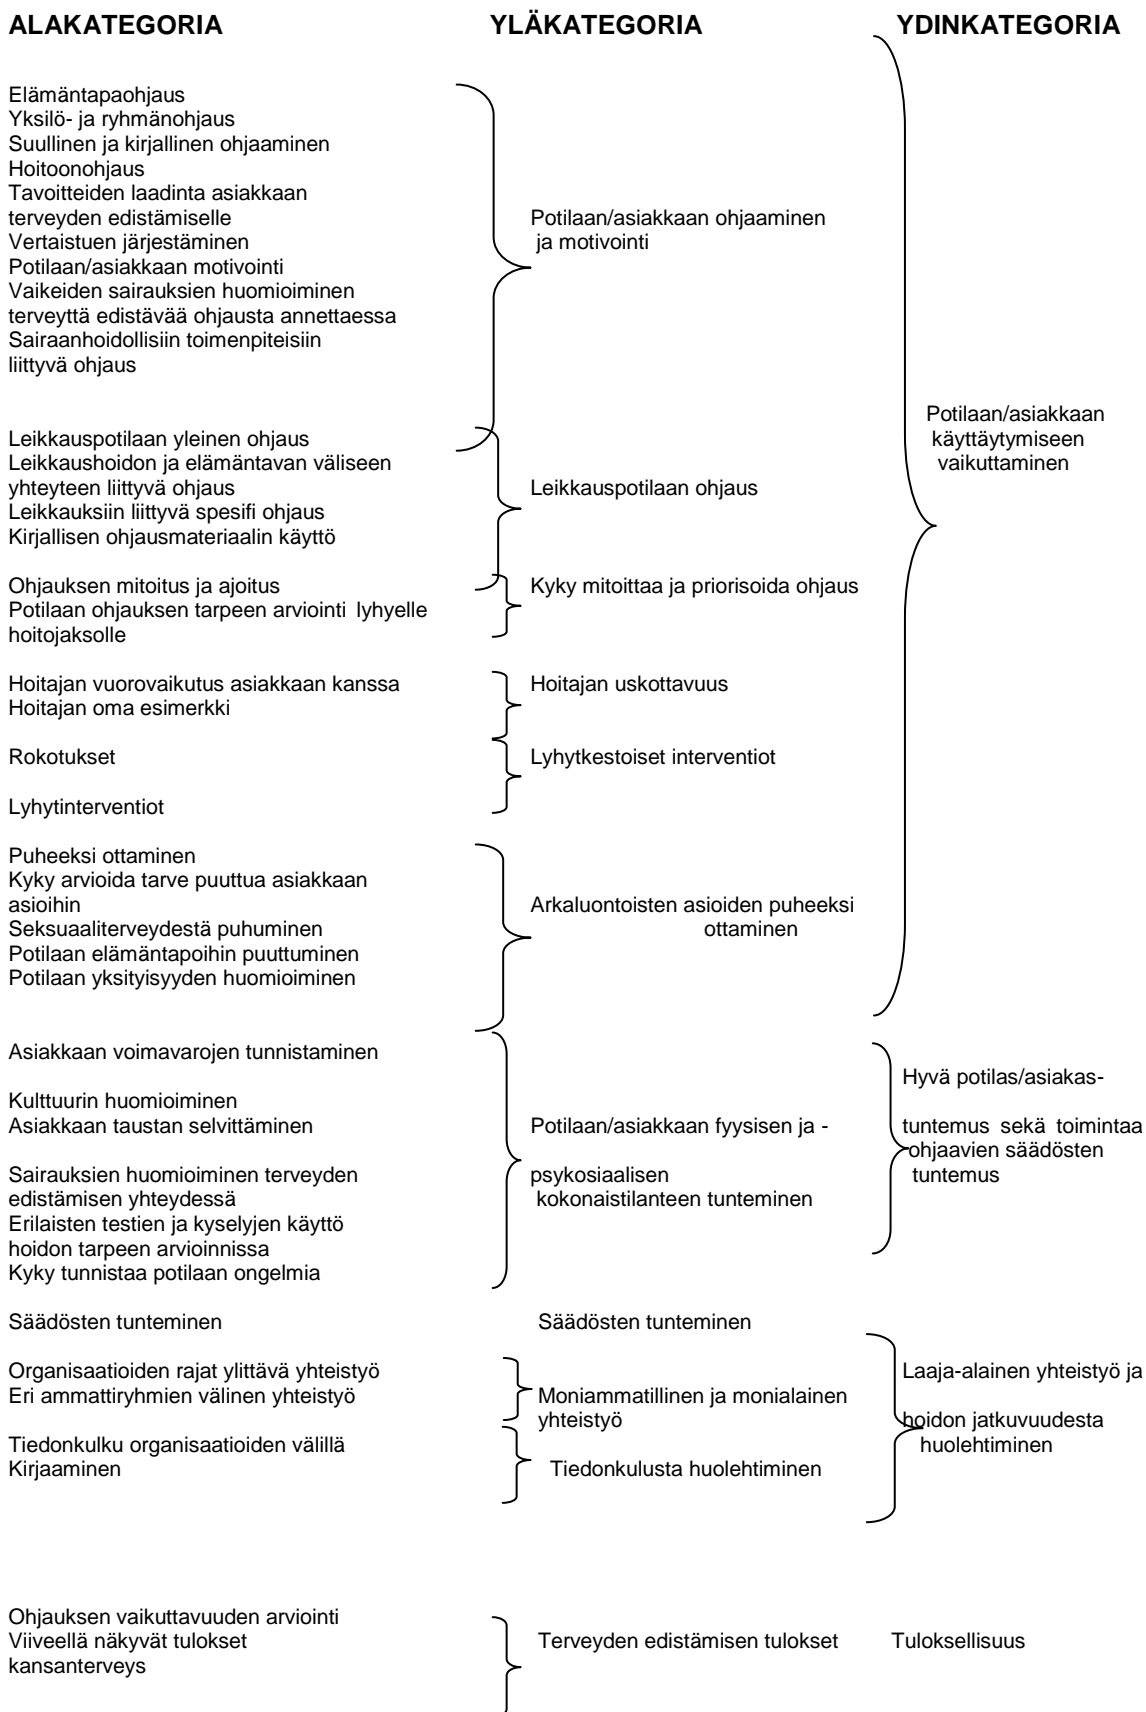 ALAKATEGORIA YLÄKATEGORIA YDINKATEGORIA
Elämäntapaohjaus
Yksilö- ja ryhmänohjaus
Suullinen ja kirjallinen ohjaaminen
Hoitoonohjaus
Tavoitteiden laadinta asiakkaan
terveyden edistämiselle
Vertaistuen järjestäminen
Potilaan/asiakkaan motivointi
Vaikeiden sairauksien huomioiminen
terveyttä edistävää ohjausta annettaessa
Sairaanhoidollisiin toimenpiteisiin
liittyvä ohjaus
Potilaan/asiakkaan ohjaaminen
ja motivointi
Leikkauspotilaan yleinen ohjaus
Leikkaushoidon ja elämäntavan väliseen
yhteyteen liittyvä ohjaus
Leikkauksiin liittyvä spesifi ohjaus
Kirjallisen ohjausmateriaalin käyttö
Leikkauspotilaan ohjaus
Ohjauksen mitoitus ja ajoitus
Potilaan ohjauksen tarpeen arviointi lyhyelle
hoitojaksolle
Kyky mitoittaa ja priorisoida ohjaus
Hoitajan vuorovaikutus asiakkaan kanssa
Hoitajan oma esimerkki
Hoitajan uskottavuus
Rokotukset
Lyhytinterventiot
Lyhytkestoiset interventiot
Puheeksi ottaminen
Kyky arvioida tarve puuttua asiakkaan
asioihin
Seksuaaliterveydestä puhuminen
Potilaan elämäntapoihin puuttuminen
Potilaan yksityisyyden huomioiminen
Arkaluontoisten asioiden puheeksi
ottaminen
Potilaan/asiakkaan
käyttäytymiseen
vaikuttaminen
Asiakkaan voimavarojen tunnistaminen
Kulttuurin huomioiminen
Asiakkaan taustan selvittäminen
Sairauksien huomioiminen terveyden
edistämisen yhteydessä
Erilaisten testien ja kyselyjen käyttö
hoidon tarpeen arvioinnissa
Kyky tunnistaa potilaan ongelmia
Potilaan/asiakkaan fyysisen ja -
psykosiaalisen
kokonaistilanteen tunteminen
Säädösten tunteminen
Säädösten tunteminen
Hyvä potilas/asiakas-
tuntemus sekä toimintaa
ohjaavien säädösten
tuntemus
Organisaatioiden rajat ylittävä yhteistyö
Eri ammattiryhmien välinen yhteistyö
Moniammatillinen ja monialainen
yhteistyö
Tiedonkulku organisaatioiden välillä
Kirjaaminen
Tiedonkulusta huolehtiminen
Laaja-alainen yhteistyö ja
hoidon jatkuvuudesta
huolehtiminen
Ohjauksen vaikuttavuuden arviointi
Viiveellä näkyvät tulokset
kansanterveys
Terveyden edistämisen tulokset
Tuloksellisuus